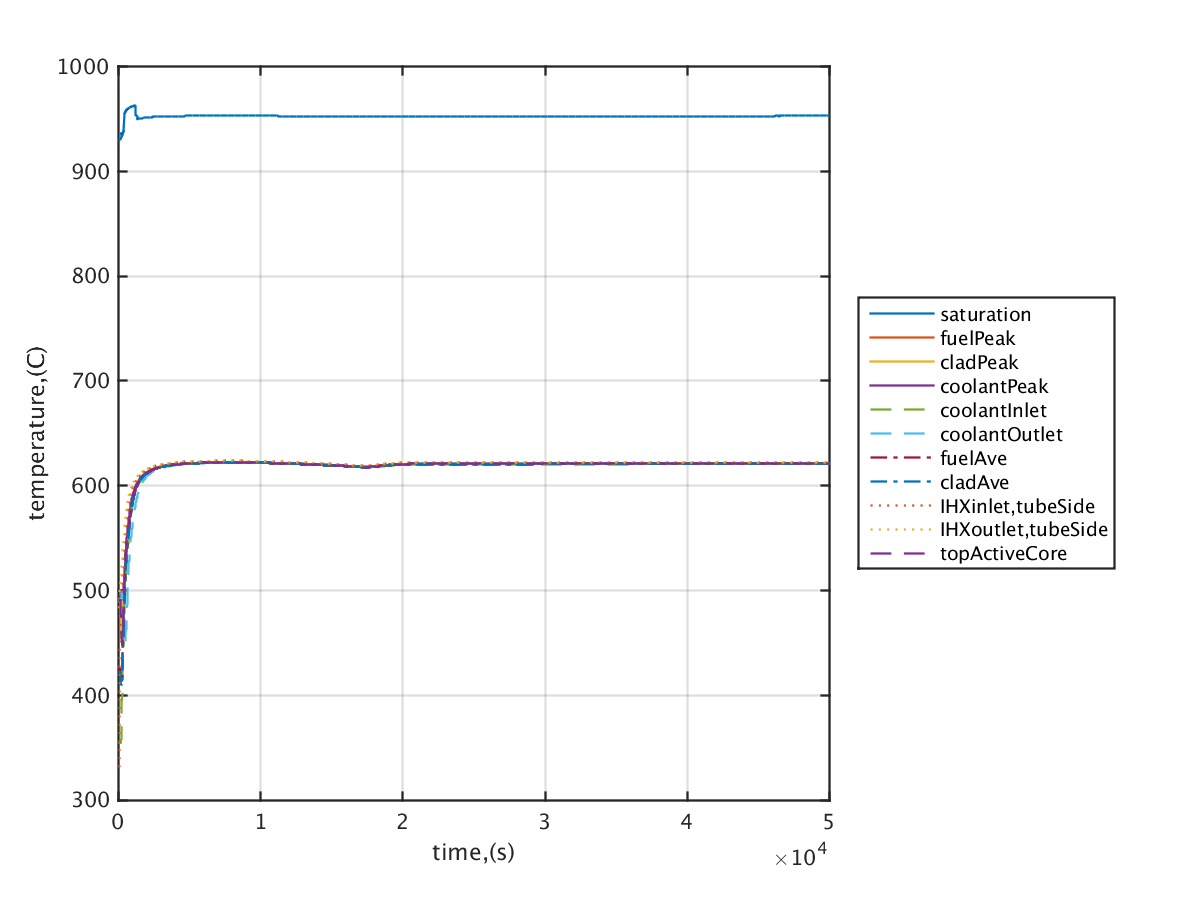 1000
900
800
700
600
500
400
300
temperature,(C)
0 1 2 3 4 5
×10^4
time,(s)
saturation
fuelPeak
cladPeak
coolantPeak
coolantInlet
coolantOutlet
fuelAve
cladAve
IHXinlet,tubeSide
IHXoutlet,tubeSide
topActiveCore